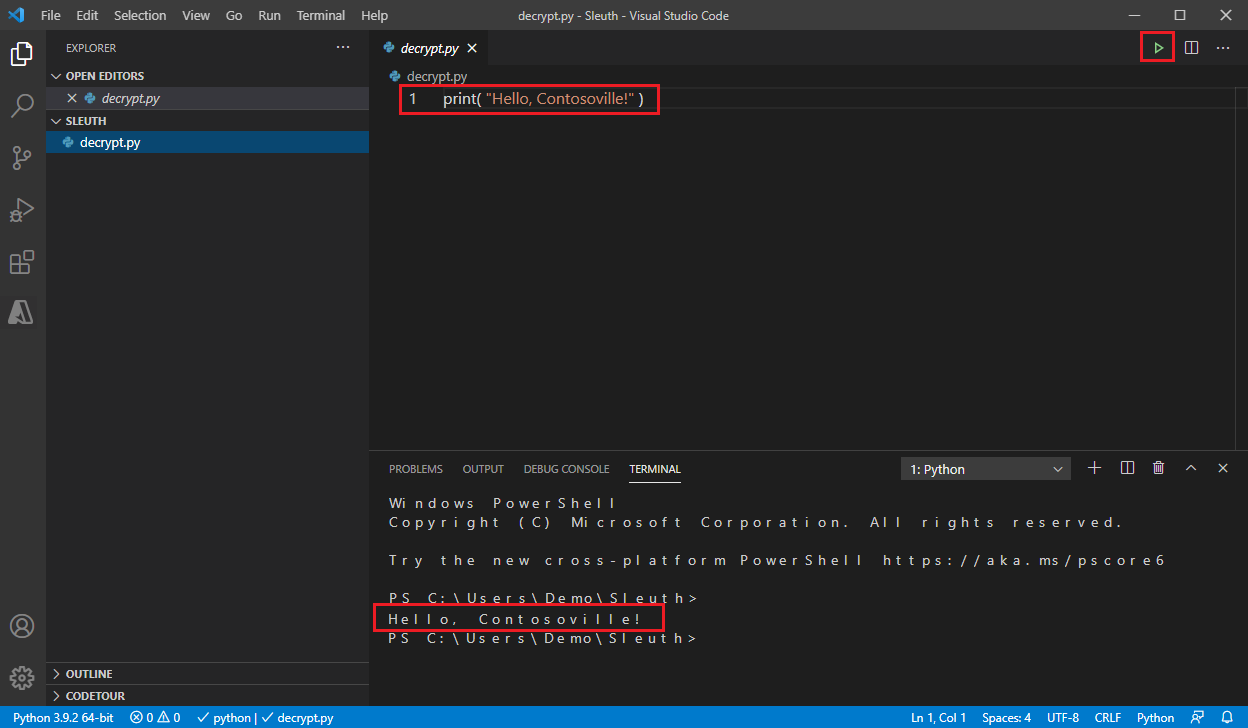 File Edit Selection View Go Run Terminal Help decrypt.py - Sleuth - Visual Studio Code
EXPLORER
OPEN EDITORS
decrypt.py
SLEUTH
decrypt.py
OUTLINE
CODETOUR
decrypt.py
decrypt.py
1 print( "Hello, Contosoville!" )
PROBLEMS OUTPUT DEBUG CONSOLE TERMINAL 1: Python
Windows PowerShell
Copyright (C) Microsoft Corporation. All rights reserved.
Try the new cross-platform PowerShell https://aka.ms/pscore6
PS C:\Users\Demo\Sleuth>
Hello, Contosoville!
PS C:\Users\Demo\Sleuth>
Python 3.9.2 64-bit 0 0 python | decrypt.py Ln 1, Col 1 Spaces: 4 UTF-8 CRLF Python